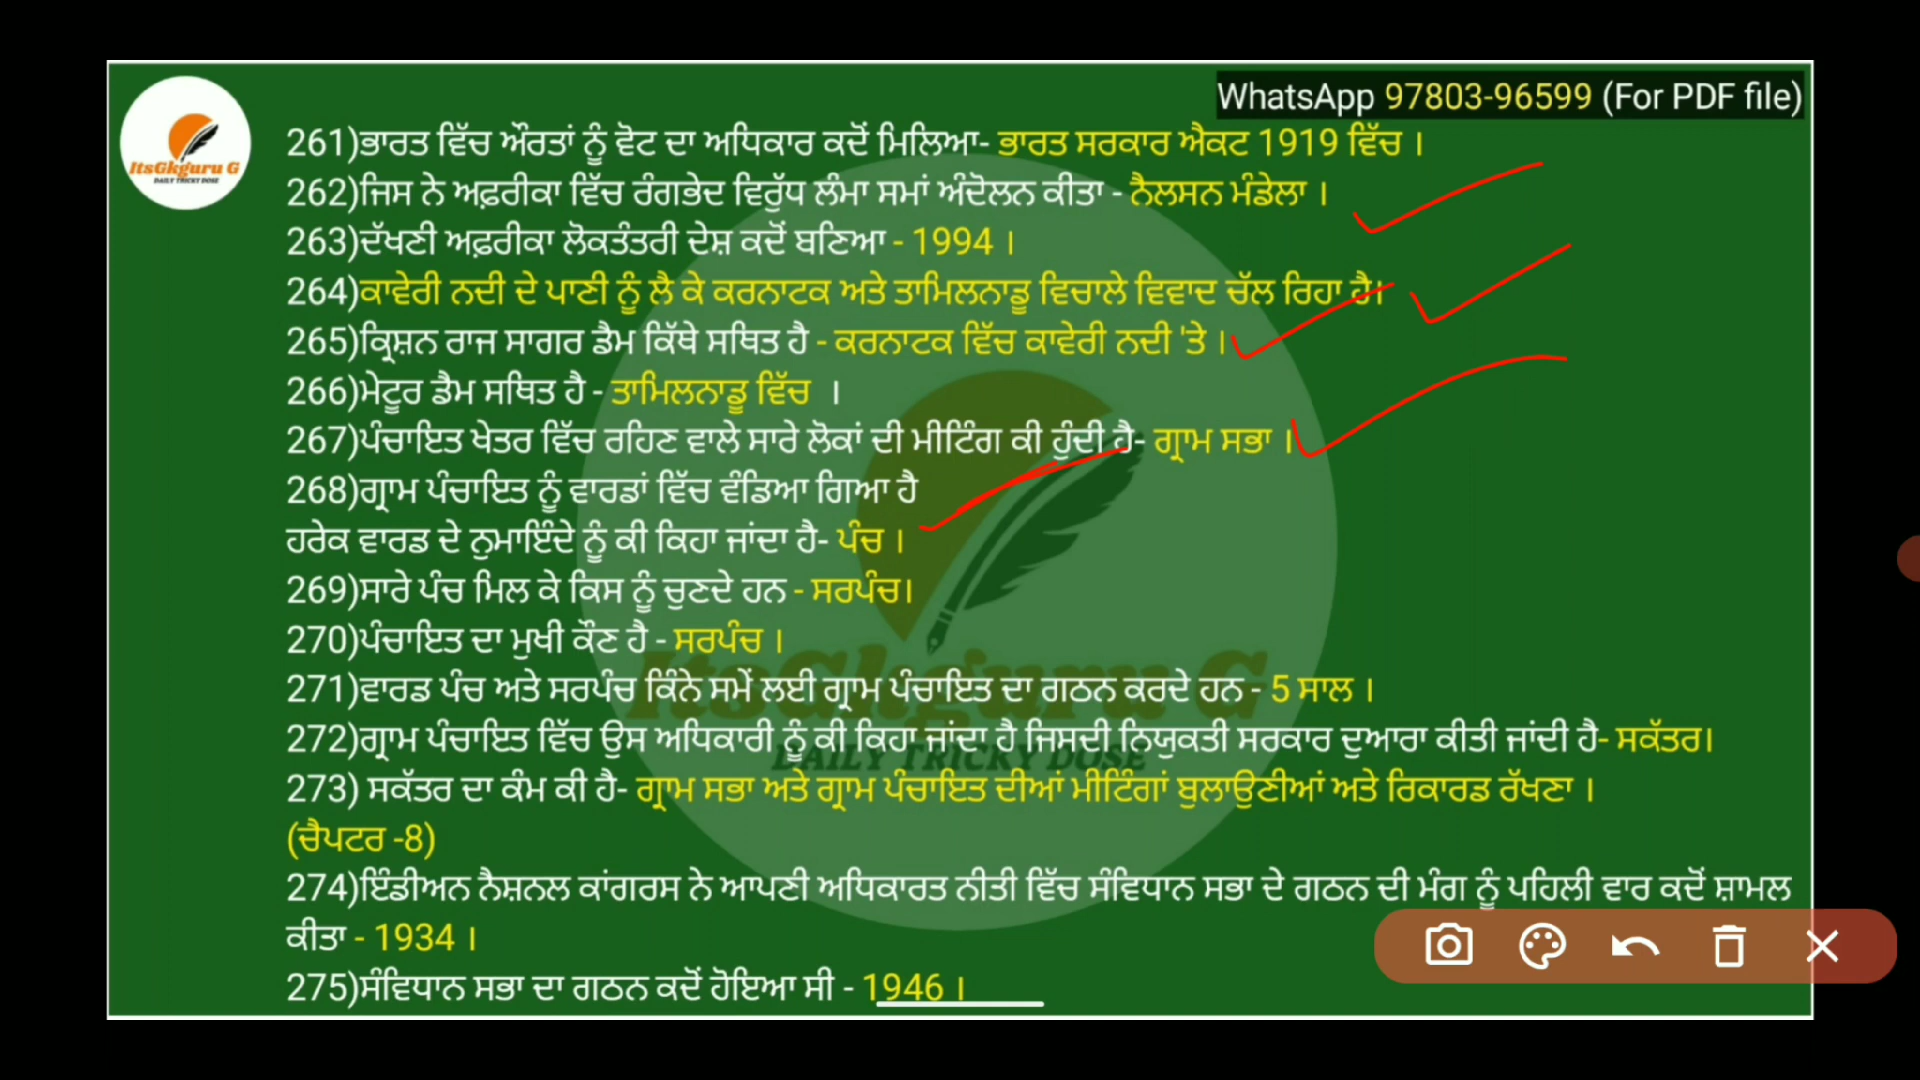 WhatsApp 97803-96599 (For PDF file)
ItsGkguru G
DAILY TRICKY DOSE
261)ਭਾਰਤ ਵਿੱਚ ਔਰਤਾਂ ਨੂੰ ਵੋਟ ਦਾ ਅਧਿਕਾਰ ਕਦੋਂ ਮਿਲਿਆ- ਭਾਰਤ ਸਰਕਾਰ ਐਕਟ 1919 ਵਿੱਚ ।
262)ਜਿਸ ਨੇ ਅਫ਼ਰੀਕਾ ਵਿੱਚ ਰੰਗਭੇਦ ਵਿਰੁੱਧ ਲੰਮਾ ਸਮਾਂ ਅੰਦੋਲਨ ਕੀਤਾ - ਨੈਲਸਨ ਮੰਡੇਲਾ ।
263)ਦੱਖਣੀ ਅਫ਼ਰੀਕਾ ਲੋਕਤੰਤਰੀ ਦੇਸ਼ ਕਦੋਂ ਬਣਿਆ - 1994 ।
264)ਕਾਵੇਰੀ ਨਦੀ ਦੇ ਪਾਣੀ ਨੂੰ ਲੈ ਕੇ ਕਰਨਾਟਕ ਅਤੇ ਤਾਮਿਲਨਾਡੂ ਵਿਚਾਲੇ ਵਿਵਾਦ ਚੱਲ ਰਿਹਾ ਹੈ।
265)ਕ੍ਰਿਸ਼ਨ ਰਾਜ ਸਾਗਰ ਡੈਮ ਕਿੱਥੇ ਸਥਿਤ ਹੈ - ਕਰਨਾਟਕ ਵਿੱਚ ਕਾਵੇਰੀ ਨਦੀ 'ਤੇ ।
266)ਮੇਟੂਰ ਡੈਮ ਸਥਿਤ ਹੈ - ਤਾਮਿਲਨਾਡੂ ਵਿੱਚ ।
267)ਪੰਚਾਇਤ ਖੇਤਰ ਵਿੱਚ ਰਹਿਣ ਵਾਲੇ ਸਾਰੇ ਲੋਕਾਂ ਦੀ ਮੀਟਿੰਗ ਕੀ ਹੁੰਦੀ ਹੈ- ਗ੍ਰਾਮ ਸਭਾ ।
268)ਗ੍ਰਾਮ ਪੰਚਾਇਤ ਨੂੰ ਵਾਰਡਾਂ ਵਿੱਚ ਵੰਡਿਆ ਗਿਆ ਹੈ
ਹਰੇਕ ਵਾਰਡ ਦੇ ਨੁਮਾਇੰਦੇ ਨੂੰ ਕੀ ਕਿਹਾ ਜਾਂਦਾ ਹੈ- ਪੰਚ ।
269)ਸਾਰੇ ਪੰਚ ਮਿਲ ਕੇ ਕਿਸ ਨੂੰ ਚੁਣਦੇ ਹਨ - ਸਰਪੰਚ।
270)ਪੰਚਾਇਤ ਦਾ ਮੁਖੀ ਕੌਣ ਹੈ - ਸਰਪੰਚ ।
271)ਵਾਰਡ ਪੰਚ ਅਤੇ ਸਰਪੰਚ ਕਿੰਨੇ ਸਮੇਂ ਲਈ ਗ੍ਰਾਮ ਪੰਚਾਇਤ ਦਾ ਗਠਨ ਕਰਦੇ ਹਨ - 5 ਸਾਲ ।
272)ਗ੍ਰਾਮ ਪੰਚਾਇਤ ਵਿੱਚ ਉਸ ਅਧਿਕਾਰੀ ਨੂੰ ਕੀ ਕਿਹਾ ਜਾਂਦਾ ਹੈ ਜਿਸਦੀ ਨਿਯੁਕਤੀ ਸਰਕਾਰ ਦੁਆਰਾ ਕੀਤੀ ਜਾਂਦੀ ਹੈ- ਸਕੱਤਰ।
273) ਸਕੱਤਰ ਦਾ ਕੰਮ ਕੀ ਹੈ- ਗ੍ਰਾਮ ਸਭਾ ਅਤੇ ਗ੍ਰਾਮ ਪੰਚਾਇਤ ਦੀਆਂ ਮੀਟਿੰਗਾਂ ਬੁਲਾਉਣੀਆਂ ਅਤੇ ਰਿਕਾਰਡ ਰੱਖਣਾ ।
(ਚੈਪਟਰ -8)
274)ਇੰਡੀਅਨ ਨੈਸ਼ਨਲ ਕਾਂਗਰਸ ਨੇ ਆਪਣੀ ਅਧਿਕਾਰਤ ਨੀਤੀ ਵਿੱਚ ਸੰਵਿਧਾਨ ਸਭਾ ਦੇ ਗਠਨ ਦੀ ਮੰਗ ਨੂੰ ਪਹਿਲੀ ਵਾਰ ਕਦੋਂ ਸ਼ਾਮਲ
ਕੀਤਾ - 1934 ।
275)ਸੰਵਿਧਾਨ ਸਭਾ ਦਾ ਗਠਨ ਕਦੋਂ ਹੋਇਆ ਸੀ - 1946 ।
ItsGkguru G
DAILY TRICKY DOSE